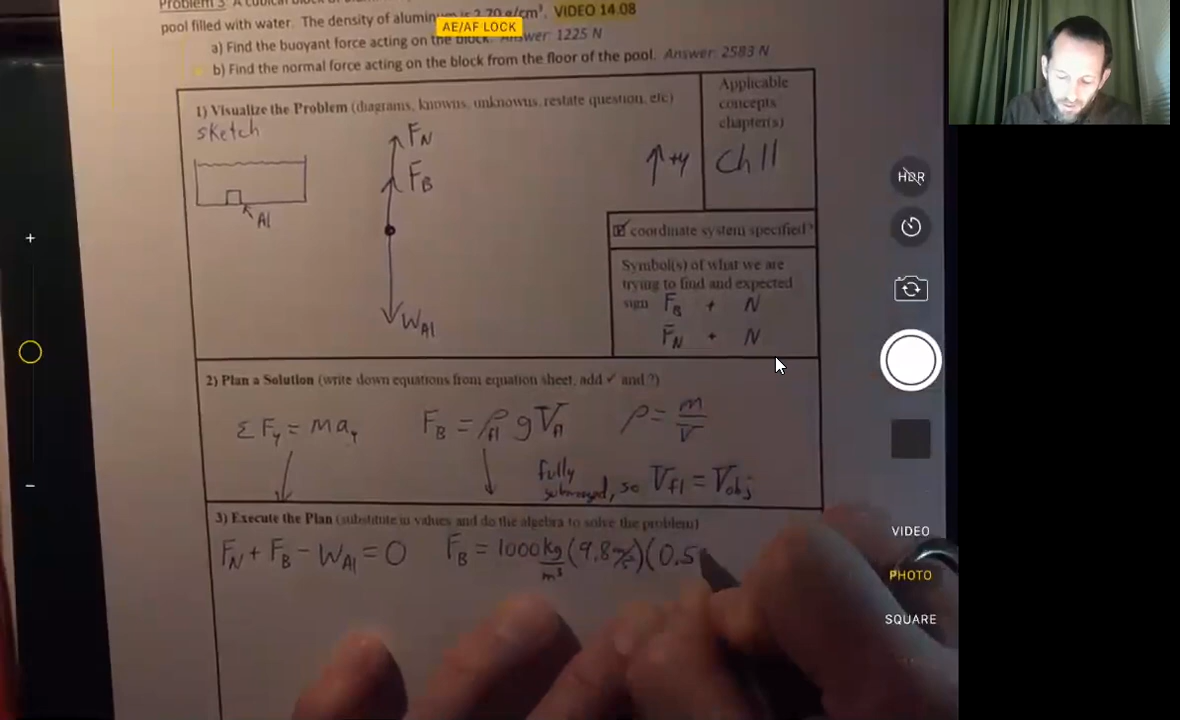 Problem 3: A cubical block of
pool filled with water. The density of aluminum is 2.70 g/cm³. VIDEO 14.08
AE/AF LOCK
a) Find the buoyant force acting on the block. Answer: 1225 N
b) Find the normal force acting on the block from the floor of the pool. Answer: 2583 N
1) Visualize the Problem (diagrams, knowns, unknowns, restate question, etc)
Applicable
concepts
chapter(s)
sketch
Al
F_N
F_B
W_Al
↑+y
Ch 11
coordinate system specified?
Symbol(s) of what we are
trying to find and expected
sign F_B + N
F_N + N
2) Plan a Solution (write down equations from equation sheet, add ✓ and ?)
ΣF_y = ma_y F_B = ρ_fl g V_fl ρ = m/V
fully
submerged, so V_fl = V_obj
3) Execute the Plan (substitute in values and do the algebra to solve the problem)
F_N + F_B - W_Al = 0 F_B = 1000 kg/m³ (9.8 m/s²)(0.5
HDR
VIDEO
PHOTO
SQUARE
+
-